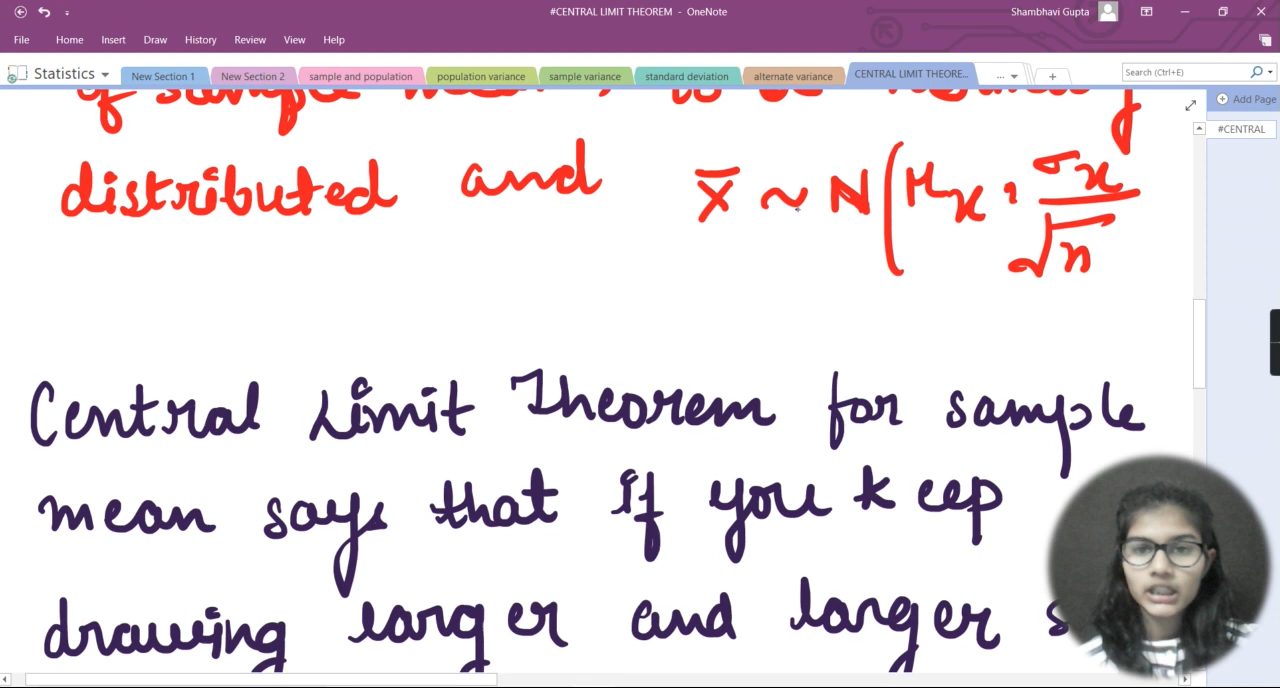 #CENTRAL LIMIT THEOREM - OneNote
Shambhavi Gupta
File Home Insert Draw History Review View Help
Statistics
New Section 1 New Section 2 sample and population population variance sample variance standard deviation alternate variance CENTRAL LIMIT THEORE... ... +
Search (Ctrl+E)
Add Page
#CENTRAL
of sample
distributed and X̄ ~ N(μx, σx/√n
Central Limit Theorem for sample
mean says that if you keep
drawing larger and larger